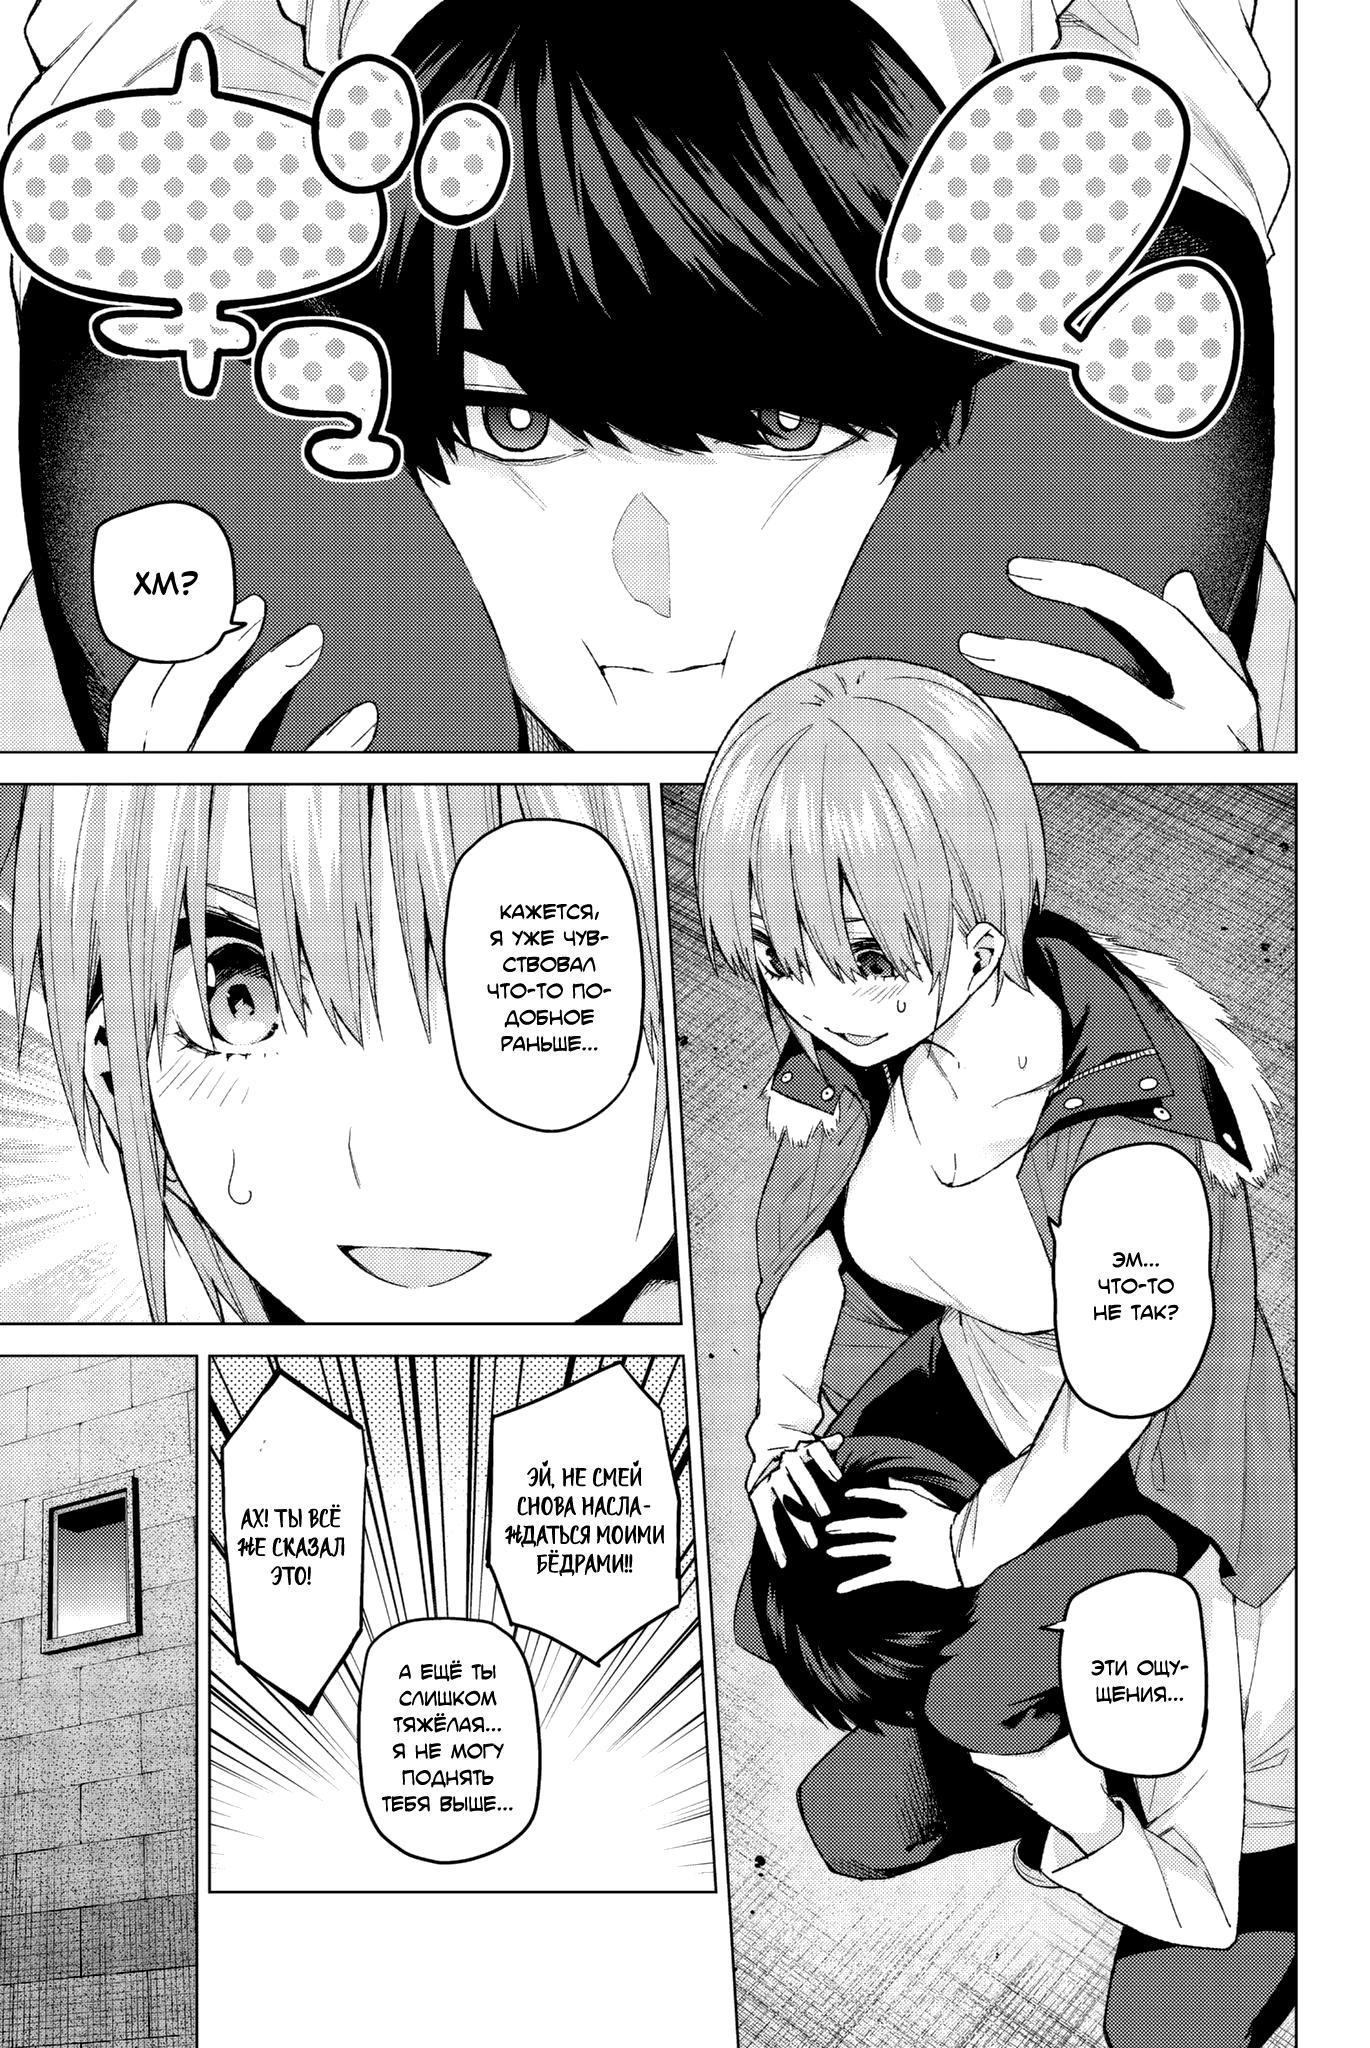 ХМ?
ЭМ...
ЧТО-ТО
НЕ ТАК?
ЭТИ ОЩУ-
ЩЕНИЯ...
КАЖЕТСЯ,
Я УЖЕ ЧУВ-
СТВОВАЛ
ЧТО-ТО ПО-
ДОБНОЕ
РАНЬШЕ...
ЭЙ, НЕ СМЕЙ
СНОВА НАСЛА-
ЖДАТЬСЯ МОИМИ
БЁДРАМИ!!
АХ! ТЫ ВСЁ
ЖЕ СКАЗАЛ
ЭТО!
А ЕЩЁ ТЫ
СЛИШКОМ
ТЯЖЁЛАЯ...
Я НЕ МОГУ
ПОДНЯТЬ
ТЕБЯ ВЫШЕ...